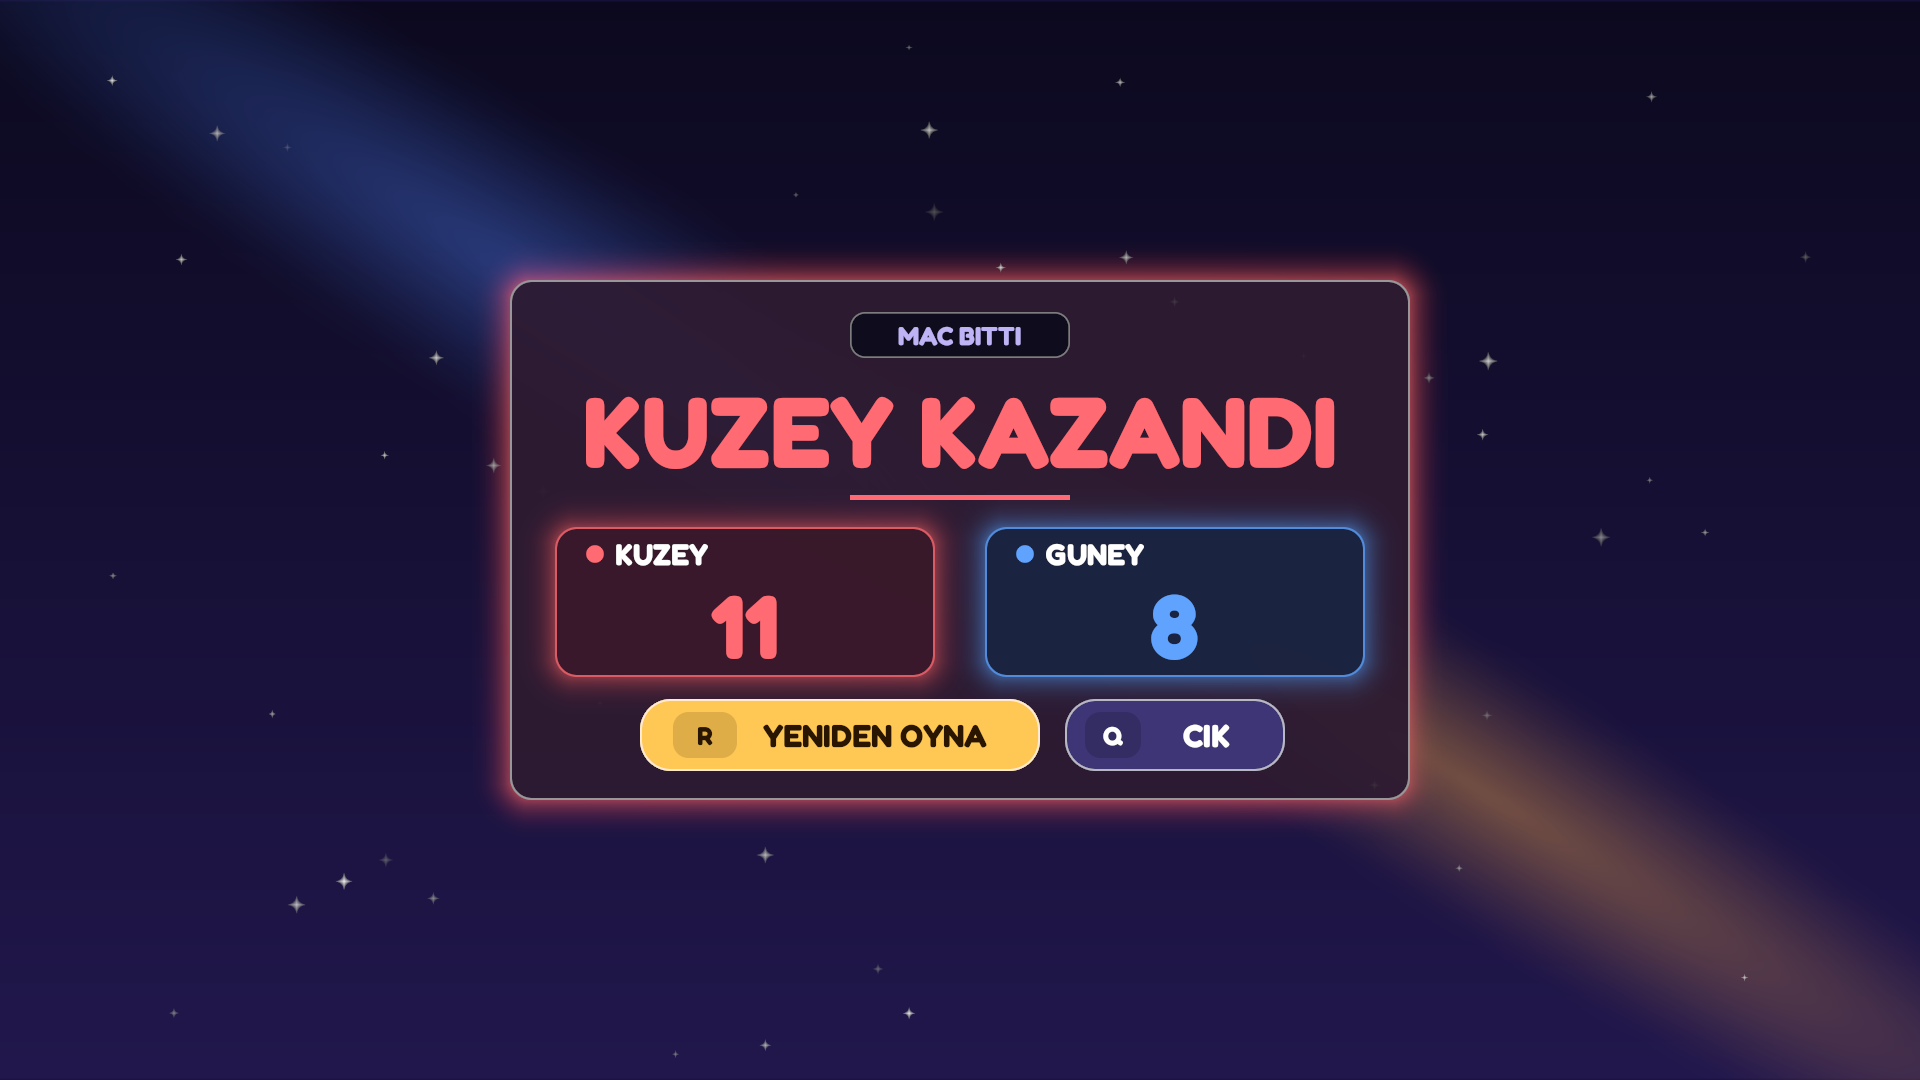 MAC BITTI
KUZEY KAZANDI
KUZEY
11
GUNEY
8
R YENIDEN OYNA
Q CIK